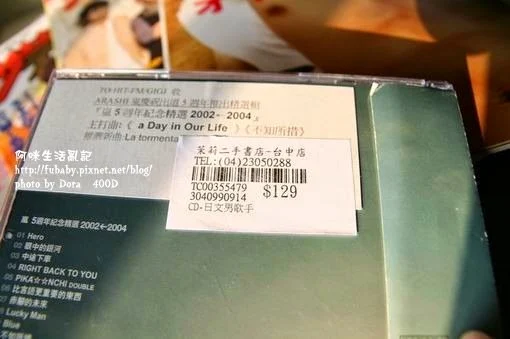 TO:HIT-FM/GIGI 收
ARASHI 嵐慶祝出道5週年推出精選輯
『嵐 5週年紀念精選 2002←2004』
主打曲:《 a Day in Our Life 》《不知所措》
La tormenta
茉莉二手書店-台中店
TEL:(04)23050288
TC00355479
3040990914
$129
CD-日文男歌手
阿咪生活亂記
http://fubaby.pixnet.net/blog/
photo by Dora 400D
嵐 5週年紀念精選 2002←2004
01 Hero
02 眼中的銀河
03 中途下車
04 RIGHT BACK TO YOU
05 PIKA☆☆NCHI DOUBLE
06 比言語更重要的東西
07 的未來
Lucky Man
Blue